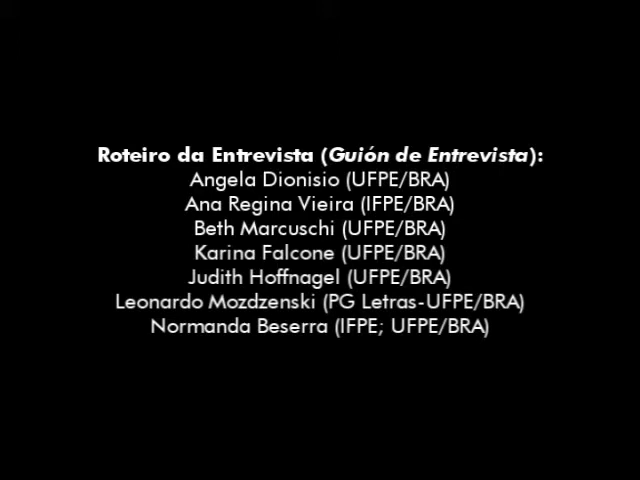 Roteiro da Entrevista (Guión de Entrevista):
Angela Dionisio (UFPE/BRA)
Ana Regina Vieira (IFPE/BRA)
Beth Marcuschi (UFPE/BRA)
Karina Falcone (UFPE/BRA)
Judith Hoffnagel (UFPE/BRA)
Leonardo Mozdzenski (PG Letras-UFPE/BRA)
Normanda Beserra (IFPE; UFPE/BRA)